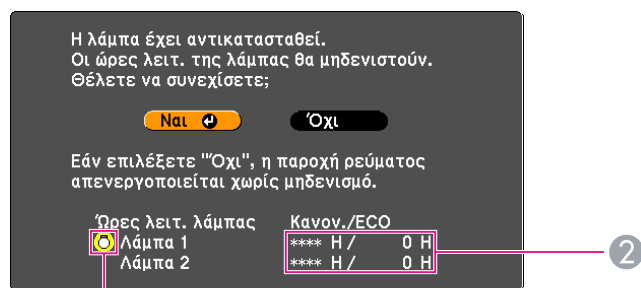 Η λάμπα έχει αντικατασταθεί.
Οι ώρες λειτ. της λάμπας θα μηδενιστούν.
Θέλετε να συνεχίσετε;
Ναι Όχι
Εάν επιλέξετε "Όχι", η παροχή ρεύματος
απενεργοποιείται χωρίς μηδενισμό.
Ώρες λειτ. λάμπας Κανον./ECO
Λάμπα 1 **** H / 0 H
Λάμπα 2 **** H / 0 H
2